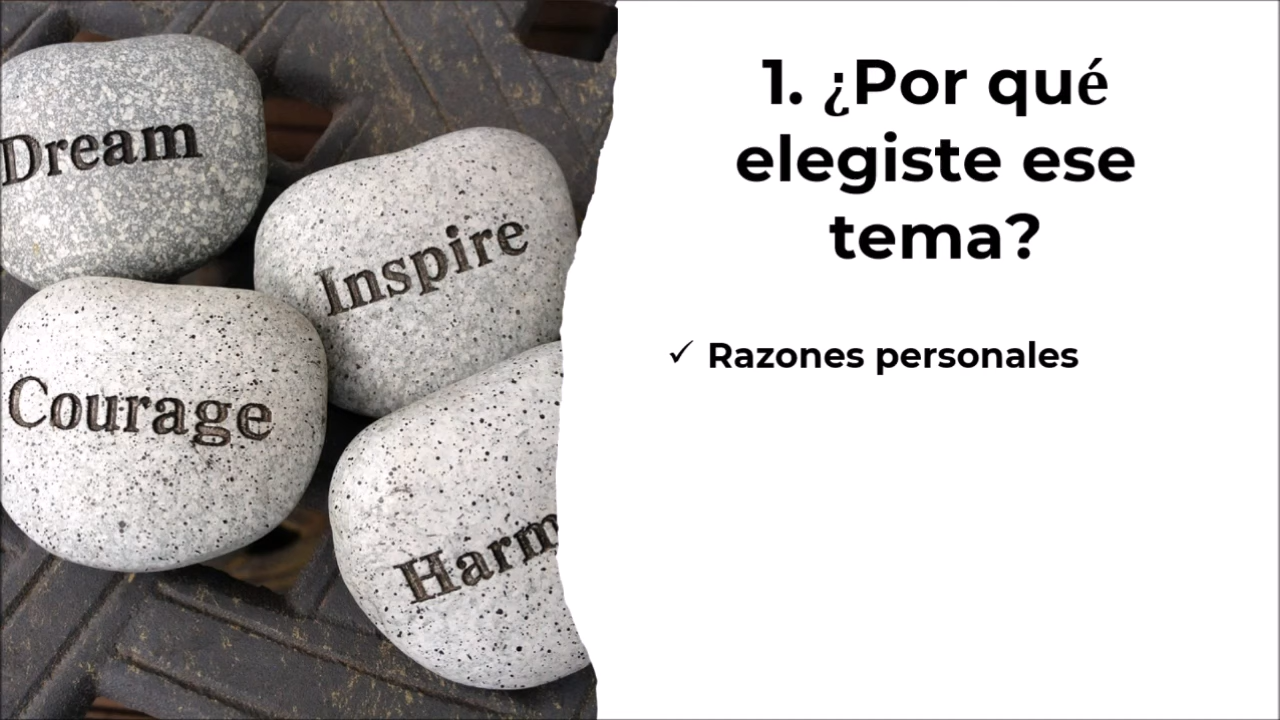 Dream
Inspire
Courage
Harm
1. ¿Por qué
elegiste ese
tema?
✓ Razones personales